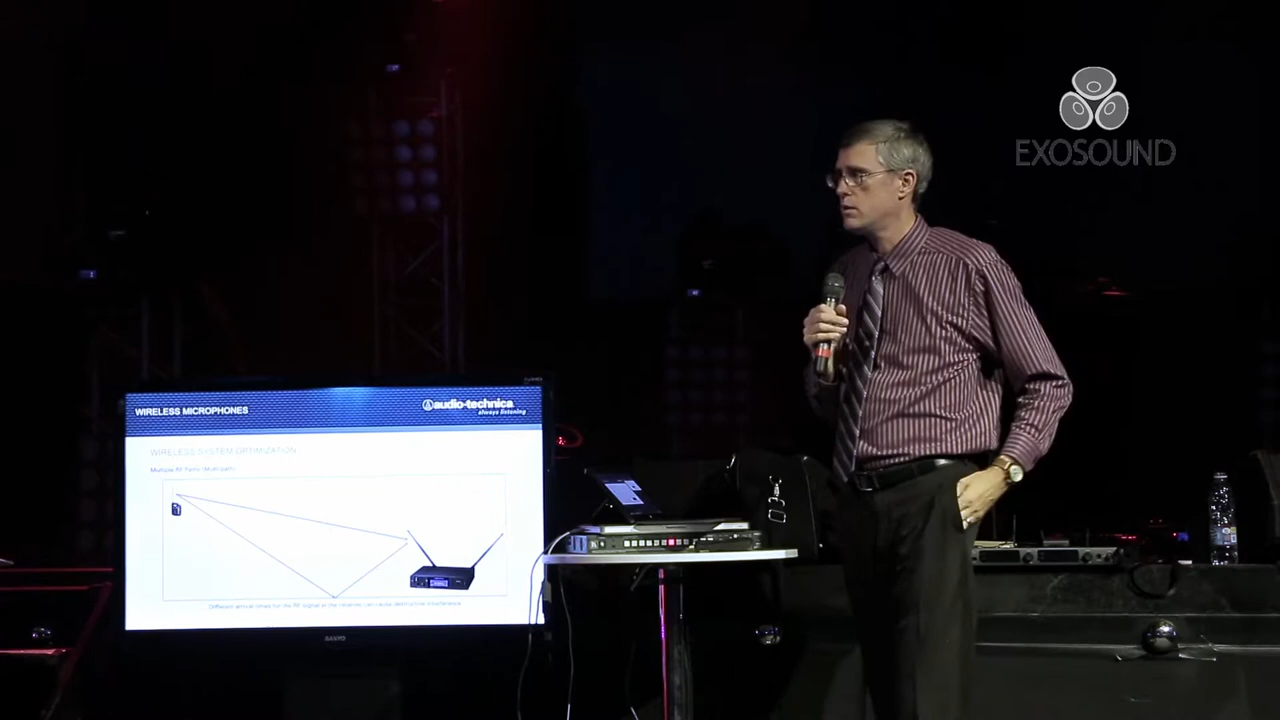 EXOSOUND
WIRELESS MICROPHONES
audio-technica
always listening
WIRELESS SYSTEM OPTIMIZATION
Multiple RF Paths (Multi-path)
Different arrival times for the RF signal at the receiver can cause destructive interference
SANYO